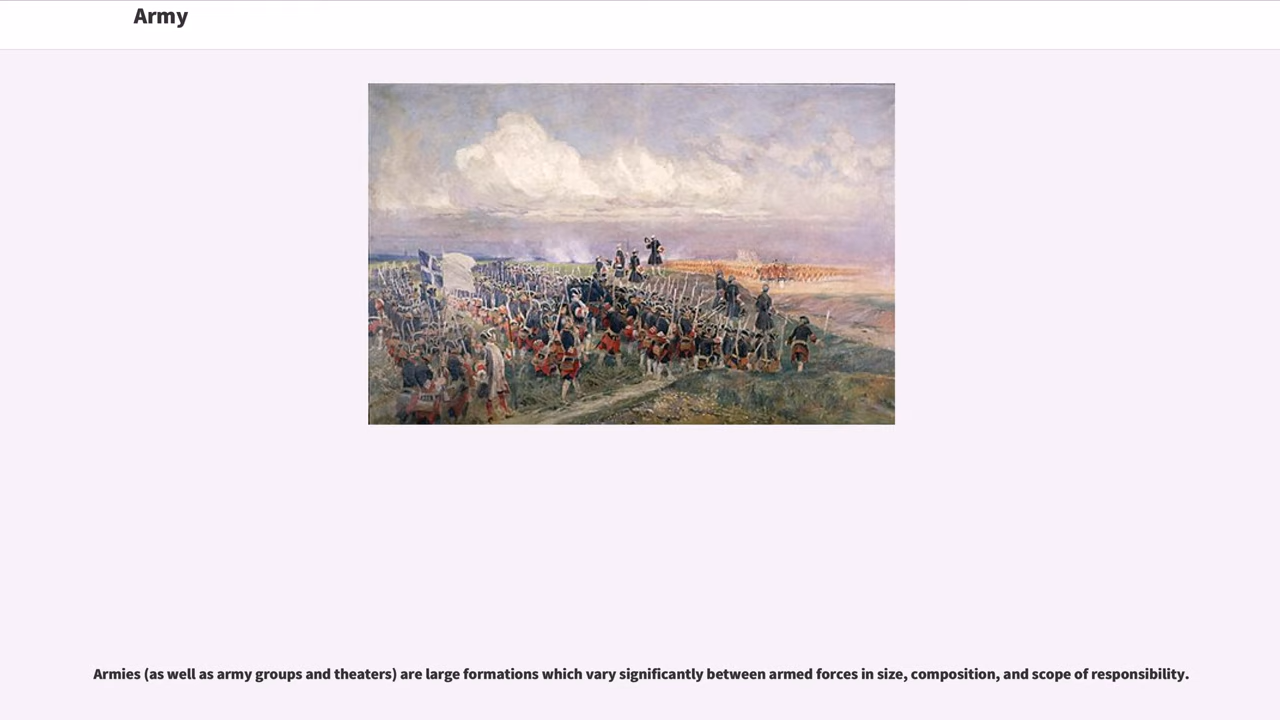 Army
Armies (as well as army groups and theaters) are large formations which vary significantly between armed forces in size, composition, and scope of responsibility.